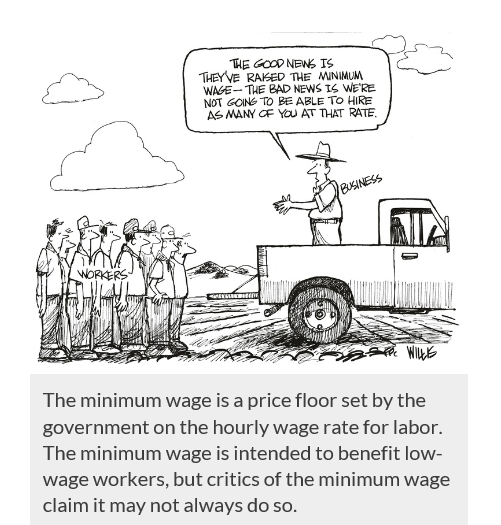 THE GOOD NEWS IS
THEY'VE RAISED THE MINIMUM
WAGE—THE BAD NEWS IS WE'RE
NOT GOING TO BE ABLE TO HIRE
AS MANY OF YOU AT THAT RATE.
BUSINESS
WORKERS
WILLIS
The minimum wage is a price floor set by the
government on the hourly wage rate for labor.
The minimum wage is intended to benefit low-
wage workers, but critics of the minimum wage
claim it may not always do so.